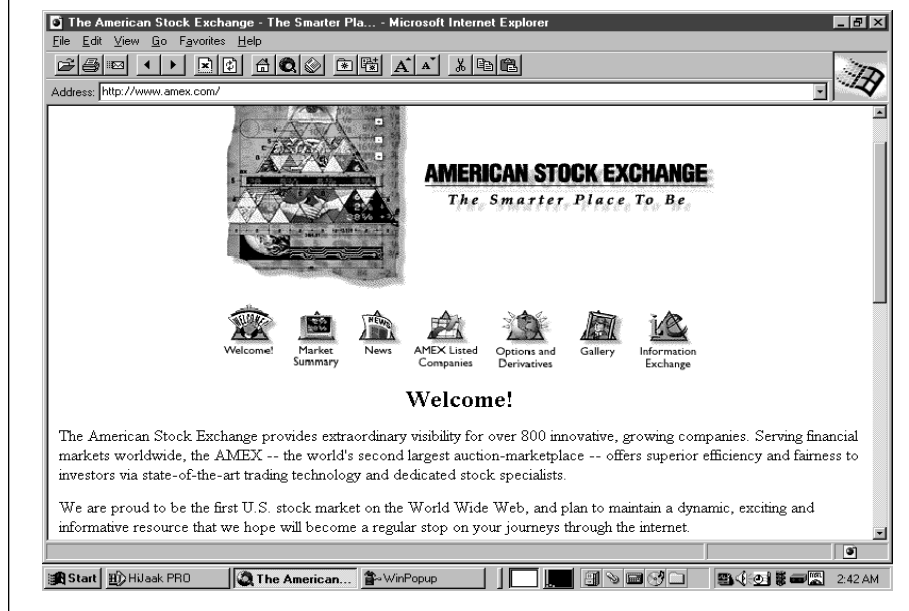 The American Stock Exchange - The Smarter Pla... - Microsoft Internet Explorer
File Edit View Go Favorites Help
Address: http://www.amex.com/
AMERICAN STOCK EXCHANGE
The Smarter Place To Be
WELCOME!
NEWS
Welcome!
Market Summary
News
AMEX Listed Companies
Options and Derivatives
Gallery
Information Exchange
Welcome!
The American Stock Exchange provides extraordinary visibility for over 800 innovative, growing companies. Serving financial
markets worldwide, the AMEX -- the world's second largest auction-marketplace -- offers superior efficiency and fairness to
investors via state-of-the-art trading technology and dedicated stock specialists.
We are proud to be the first U.S. stock market on the World Wide Web, and plan to maintain a dynamic, exciting and
informative resource that we hope will become a regular stop on your journeys through the internet.
Start HiJaak PRO The American... WinPopup 2:42 AM